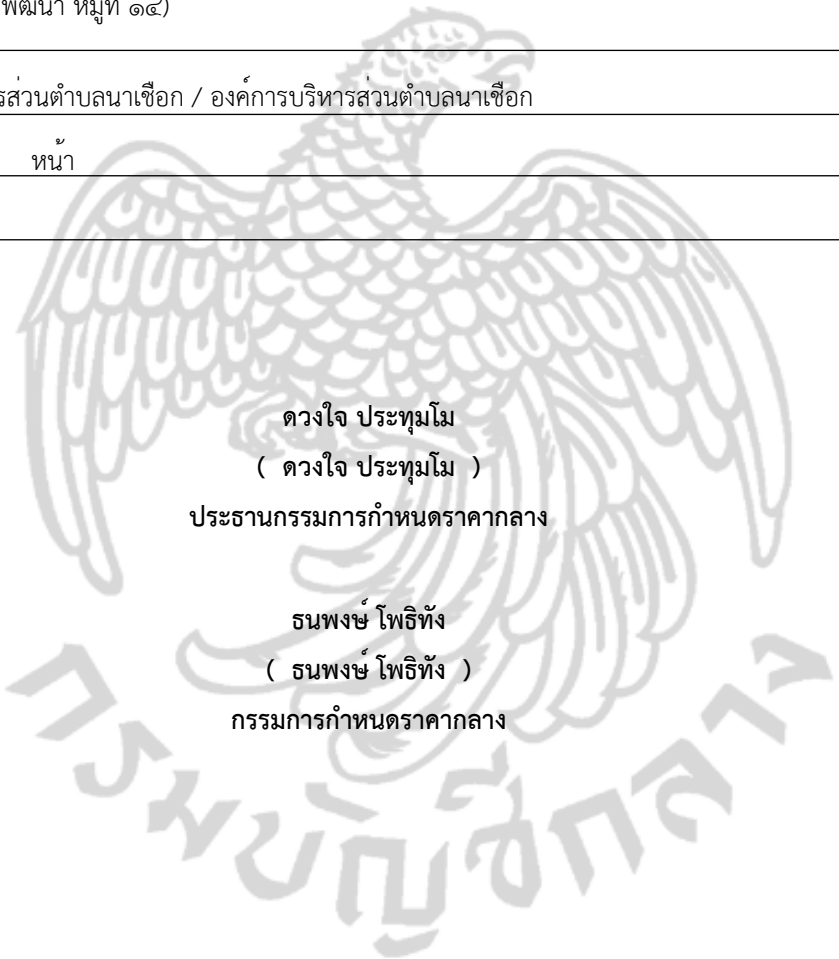 พัฒนา หมู่ที่ ๑๔)
รส่วนตำบลนาเชือก / องค์การบริหารส่วนตำบลนาเชือก
หน้า
ดวงใจ ประทุมโม
( ดวงใจ ประทุมโม )
ประธานกรรมการกำหนดราคากลาง
ธนพงษ์ โพธิทัง
( ธนพงษ์ โพธิทัง )
กรรมการกำหนดราคากลาง
กรมบัญชีกลาง